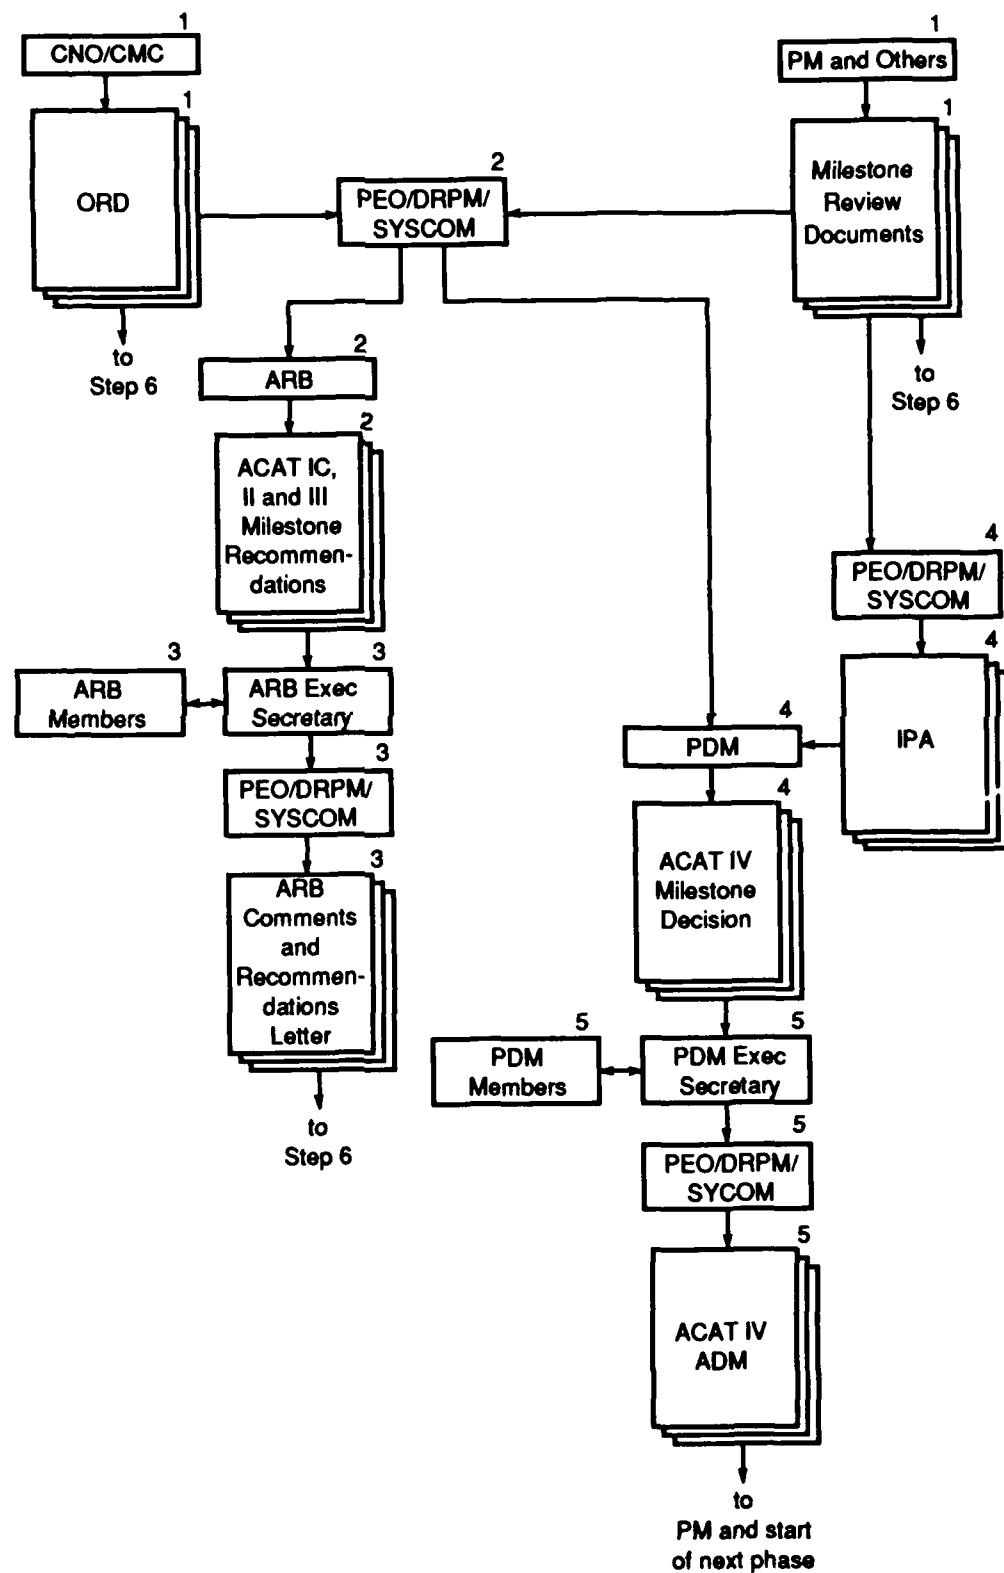 1
CNO/CMC
1
ORD
to
Step 6
1
PM and Others
1
Milestone
Review
Documents
to
Step 6
2
PEO/DRPM/
SYSCOM
2
ARB
2
ACAT IC,
II and III
Milestone
Recommen-
dations
3
ARB
Members
3
ARB Exec
Secretary
3
PEO/DRPM/
SYSCOM
3
ARB
Comments
and
Recommen-
dations
Letter
to
Step 6
4
PEO/DRPM/
SYSCOM
4
IPA
4
PDM
4
ACAT IV
Milestone
Decision
5
PDM
Members
5
PDM Exec
Secretary
5
PEO/DRPM/
SYCOM
5
ACAT IV
ADM
to
PM and start
of next phase